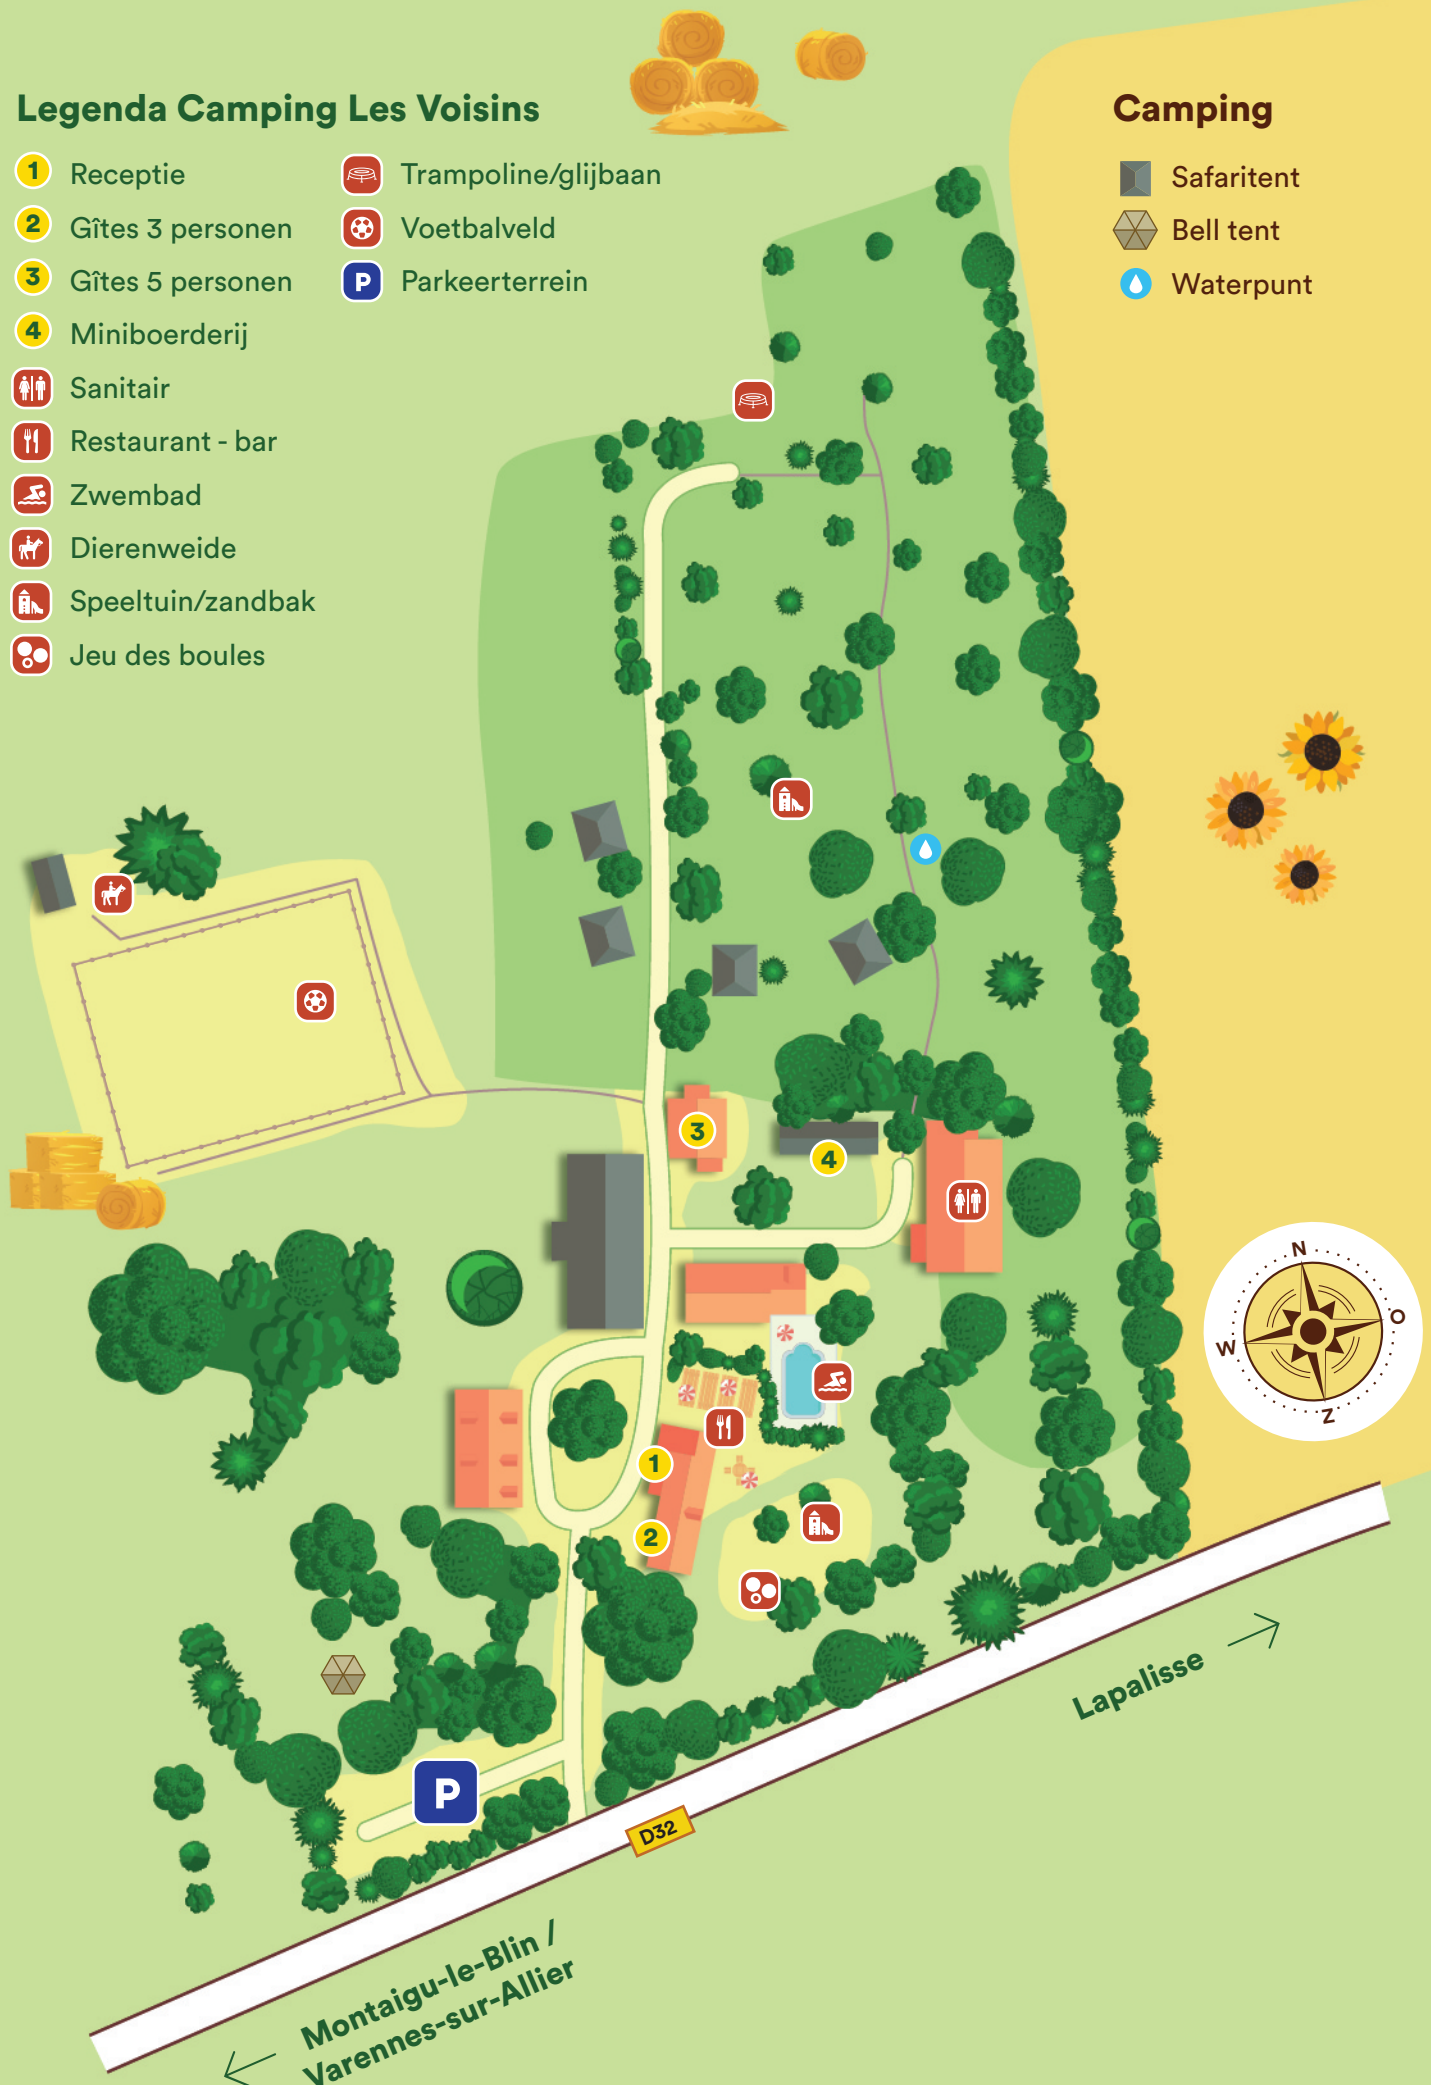 Legenda Camping Les Voisins
1 Receptie
2 Gîtes 3 personen
3 Gîtes 5 personen
4 Miniboerderij
Sanitair
Restaurant - bar
Zwembad
Dierenweide
Speeltuin/zandbak
Jeu des boules
Trampoline/glijbaan
Voetbalveld
P Parkeerterrein
Camping
Safaritent
Bell tent
Waterpunt
3
4
1
2
P
N
O
W
Z
D32
Lapalisse
Montaigu-le-Blin /
Varennes-sur-Allier